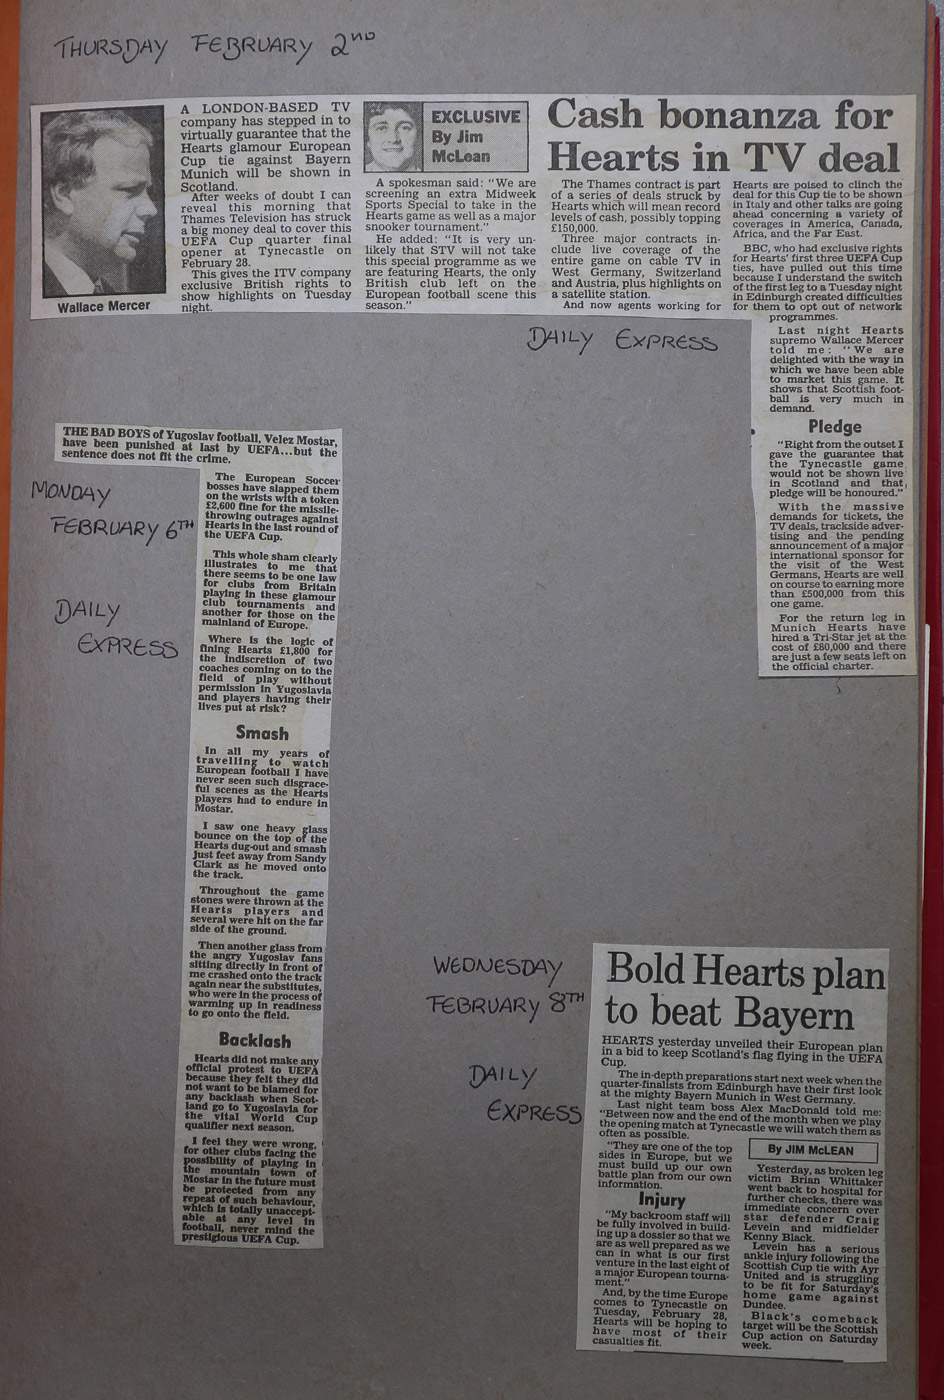 THURSDAY FEBRUARY 2ND
Wallace Mercer
A LONDON-BASED TV
company has stepped in to
virtually guarantee that the
Hearts glamour European
Cup tie against Bayern
Munich will be shown in
Scotland.
After weeks of doubt I can
reveal this morning that
Thames Television has struck
a big money deal to cover this
UEFA Cup quarter final
opener at Tynecastle on
February 28.
This gives the ITV company
exclusive British rights to
show highlights on Tuesday
night.
EXCLUSIVE
By Jim
McLean
A spokesman said: "We are
screening an extra Midweek
Sports Special to take in the
Hearts game as well as a major
snooker tournament."
He added: "It is very un-
likely that STV will not take
this special programme as we
are featuring Hearts, the only
British club left on the
European football scene this
season."
Cash bonanza for
Hearts in TV deal
The Thames contract is part
of a series of deals struck by
Hearts which will mean record
levels of cash, possibly topping
£150,000.
Three major contracts in-
clude live coverage of the
entire game on cable TV in
West Germany, Switzerland
and Austria, plus highlights on
a satellite station.
And now agents working for
Hearts are poised to clinch the
deal for this Cup tie to be shown
in Italy and other talks are going
ahead concerning a variety of
coverages in America, Canada,
Africa, and the Far East.
BBC, who had exclusive rights
for Hearts' first three UEFA Cup
ties, have pulled out this time
because I understand the switch
of the first leg to a Tuesday night
in Edinburgh created difficulties
for them to opt out of network
programmes.
Last night Hearts
supremo Wallace Mercer
told me: "We are
delighted with the way in
which we have been able
to market this game. It
shows that Scottish foot-
ball is very much in
demand.
Pledge
"Right from the outset I
gave the guarantee that
the Tynecastle game
would not be shown live
in Scotland and that
pledge will be honoured."
With the massive
demands for tickets, the
TV deals, trackside adver-
tising and the pending
announcement of a major
international sponsor for
the visit of the West
Germans, Hearts are well
on course to earning more
than £500,000 from this
one game.
For the return leg in
Munich Hearts have
hired a Tri-Star jet at the
cost of £80,000 and there
are just a few seats left on
the official charter.
DAILY EXPRESS
THE BAD BOYS of Yugoslav football, Velez Mostar,
have been punished at last by UEFA...but the
sentence does not fit the crime.
MONDAY
FEBRUARY 6TH
DAILY
EXPRESS
The European Soccer
bosses have slapped them
on the wrists with a token
£2,600 fine for the missile-
throwing outrages against
Hearts in the last round of
the UEFA Cup.
This whole sham clearly
illustrates to me that
there seems to be one law
for clubs from Britain
playing in these glamour
club tournaments and
another for those on the
mainland of Europe.
Where is the logic of
fining Hearts £1,800 for
the indiscretion of two
coaches coming on to the
field of play without
permission in Yugoslavia
and players having their
lives put at risk?
Smash
In all my years of
travelling to watch
European football I have
never seen such disgrace-
ful scenes as the Hearts
players had to endure in
Mostar.
I saw one heavy glass
bounce on the top of the
Hearts dug-out and smash
just feet away from Sandy
Clark as he moved onto
the track.
Throughout the game
stones were thrown at the
Hearts players and
several were hit on the far
side of the ground.
Then another glass from
the angry Yugoslav fans
sitting directly in front of
me crashed onto the track
again near the substitutes,
who were in the process of
warming up in readiness
to go onto the field.
Backlash
Hearts did not make any
official protest to UEFA
because they felt they did
not want to be blamed for
any backlash when Scot-
land go to Yugoslavia for
the vital World Cup
qualifier next season.
I feel they were wrong,
for other clubs facing the
possibility of playing in
the mountain town of
Mostar in the future must
be protected from any
repeat of such behaviour,
which is totally unaccept-
able at any level in
football, never mind the
prestigious UEFA Cup.
WEDNESDAY
FEBRUARY 8TH
DAILY
EXPRESS
Bold Hearts plan
to beat Bayern
HEARTS yesterday unveiled their European plan
in a bid to keep Scotland's flag flying in the UEFA
Cup.
The in-depth preparations start next week when the
quarter-finalists from Edinburgh have their first look
at the mighty Bayern Munich in West Germany.
Last night team boss Alex MacDonald told me:
"Between now and the end of the month when we play
the opening match at Tynecastle we will watch them as
often as possible.
"They are one of the top
sides in Europe, but we
must build up our own
battle plan from our own
information.
Injury
"My backroom staff will
be fully involved in build-
ing up a dossier so that we
are as well prepared as we
can in what is our first
venture in the last eight of
a major European tourna-
ment."
And, by the time Europe
comes to Tynecastle on
Tuesday, February 28,
Hearts will be hoping to
have most of their
casualties fit.
By JIM McLEAN
Yesterday, as broken leg
victim Brian Whittaker
went back to hospital for
further checks, there was
immediate concern over
star defender Craig
Levein and midfielder
Kenny Black.
Levein has a serious
ankle injury following the
Scottish Cup tie with Ayr
United and is struggling
to be fit for Saturday's
home game against
Dundee.
Black's comeback
target will be the Scottish
Cup action on Saturday
week.